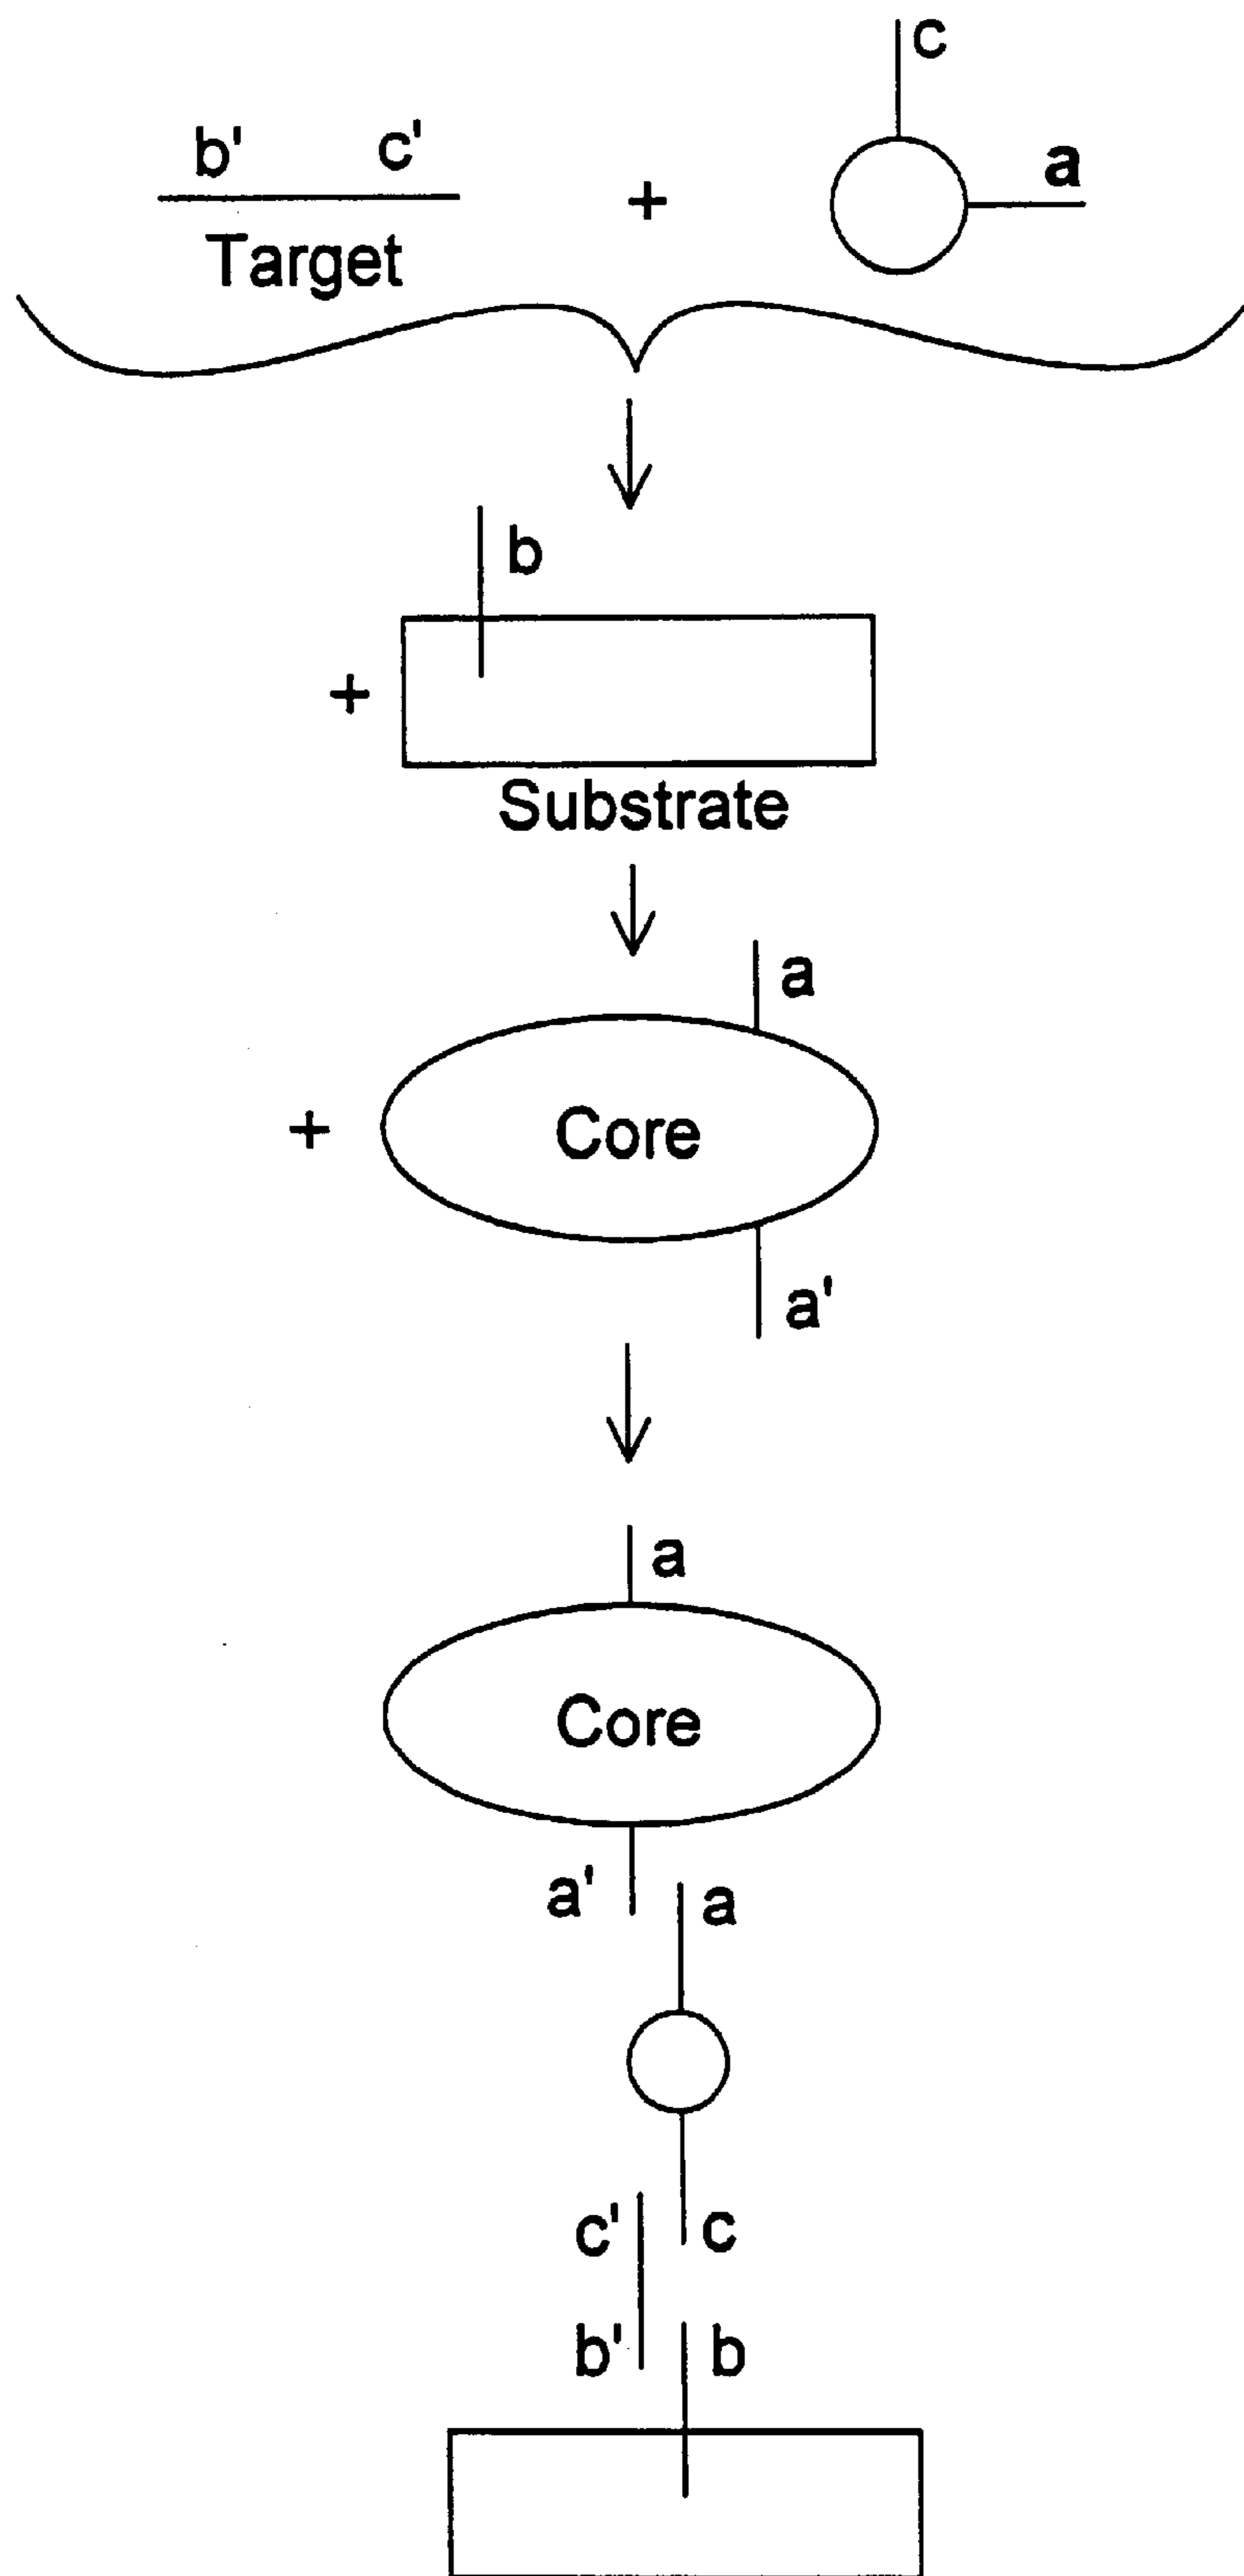 c
b' c' + a
Target
b
+
Substrate
a
+ Core
a'
a
Core
a' a
c' c
b' b